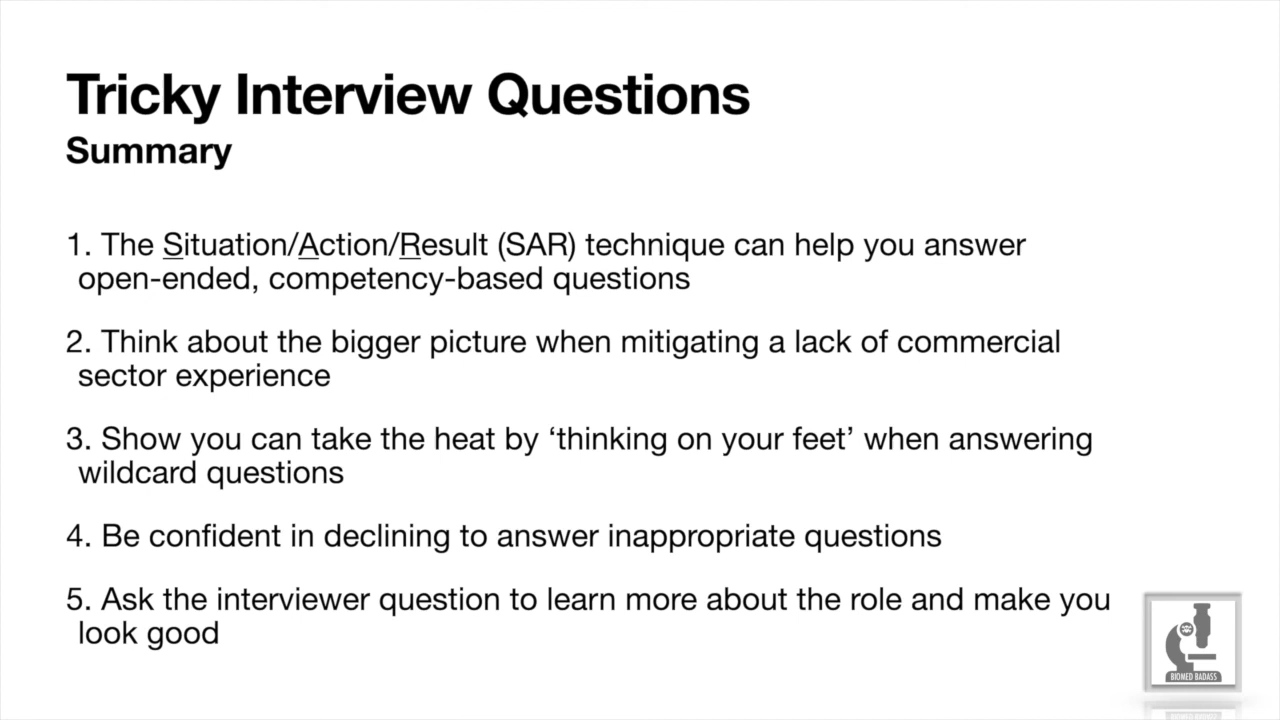 Tricky Interview Questions
Summary
1. The Situation/Action/Result (SAR) technique can help you answer
open-ended, competency-based questions
2. Think about the bigger picture when mitigating a lack of commercial
sector experience
3. Show you can take the heat by ‘thinking on your feet’ when answering
wildcard questions
4. Be confident in declining to answer inappropriate questions
5. Ask the interviewer question to learn more about the role and make you
look good
BIOMED BADASS